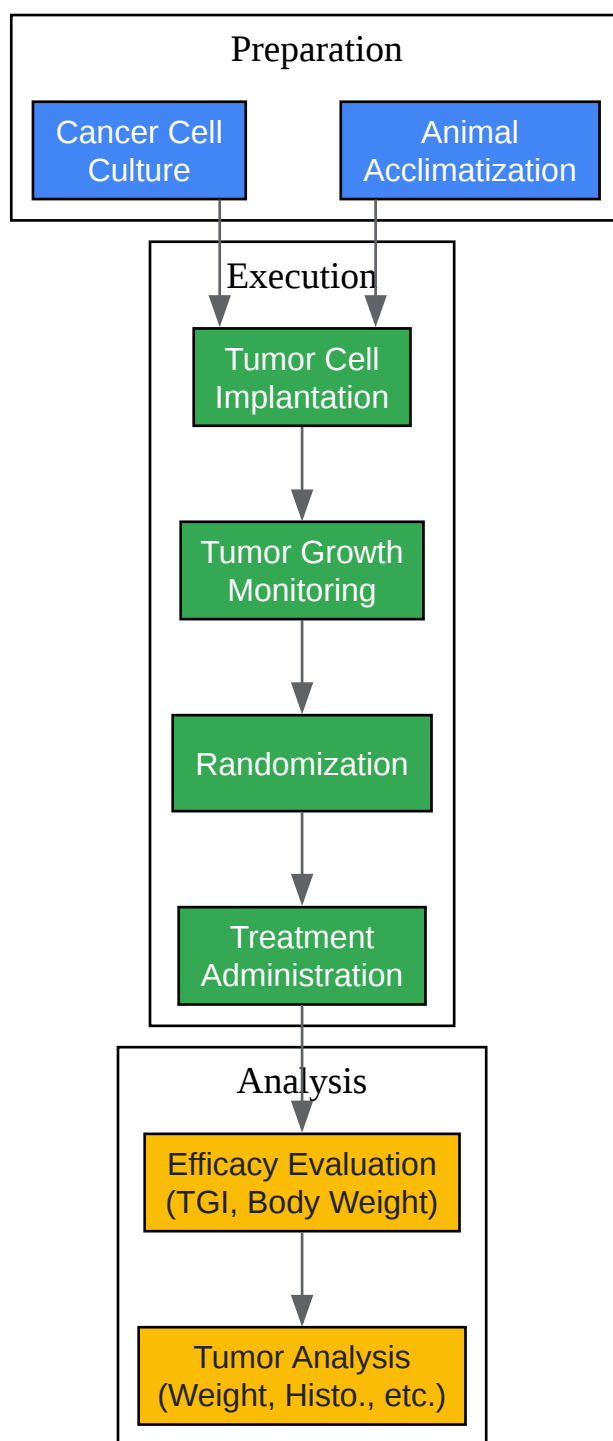 Preparation
Cancer Cell
Culture
Animal
Acclimatization
Execution
Tumor Cell
Implantation
Tumor Growth
Monitoring
Randomization
Treatment
Administration
Analysis
Efficacy Evaluation
(TGI, Body Weight)
Tumor Analysis
(Weight, Histo., etc.)